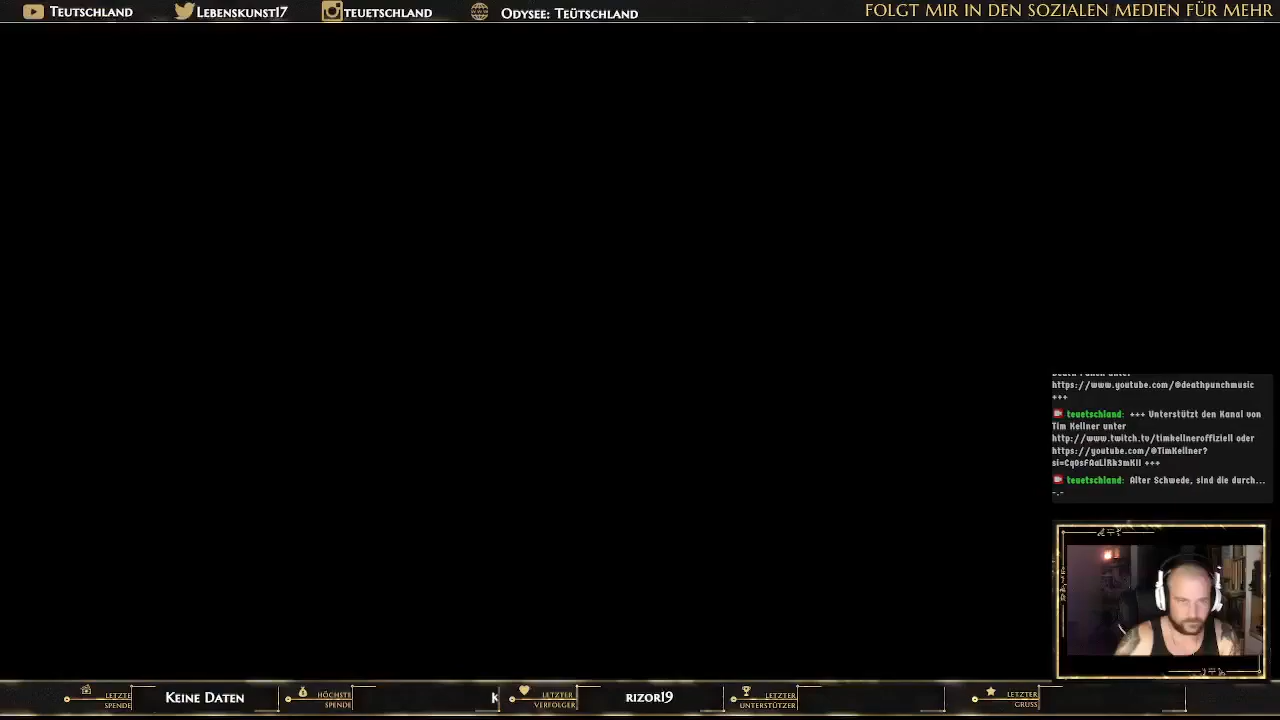 TEUTSCHLAND
LEBENSKUNST17
TEUETSCHLAND
ODYSEE: TEÜTSCHLAND
FOLGT MIR IN DEN SOZIALEN MEDIEN FÜR MEHR
https://www.youtube.com/@deathpunchmusic
+++
teuetschland: +++ Unterstützt den Kanal von
Tim Kellner unter
http://www.twitch.tv/timkellneroffiziell oder
https://youtube.com/@TimKellner?
teuetschland: Alter Schwede, sind die durch...
-.-
LETZTE
SPENDE
KEINE DATEN
HÖCHSTE
SPENDE
K
LETZTER
VERFOLGER
RIZOR19
LETZTER
UNTERSTÜTZER
LETZTER
GRUSS